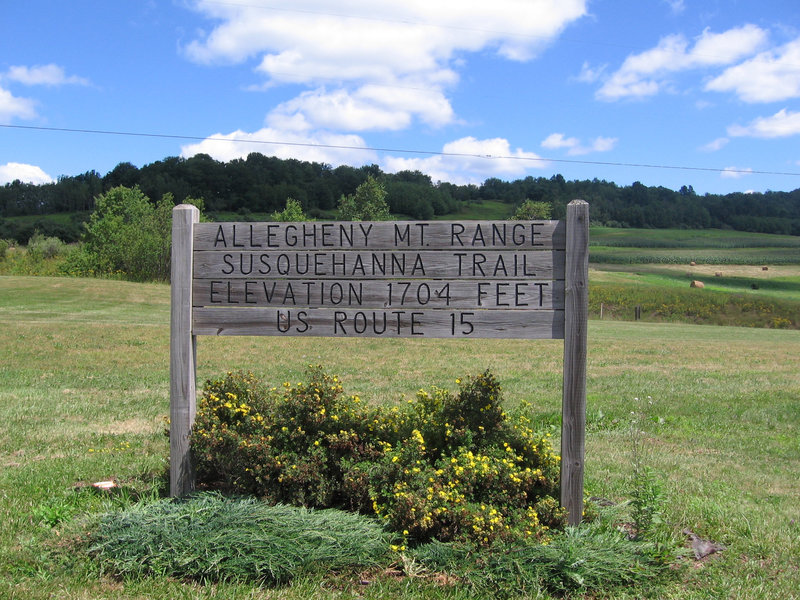 ALLEGHENY MT. RANGE
SUSQUEHANNA TRAIL
ELEVATION 1704 FEET
US ROUTE 15